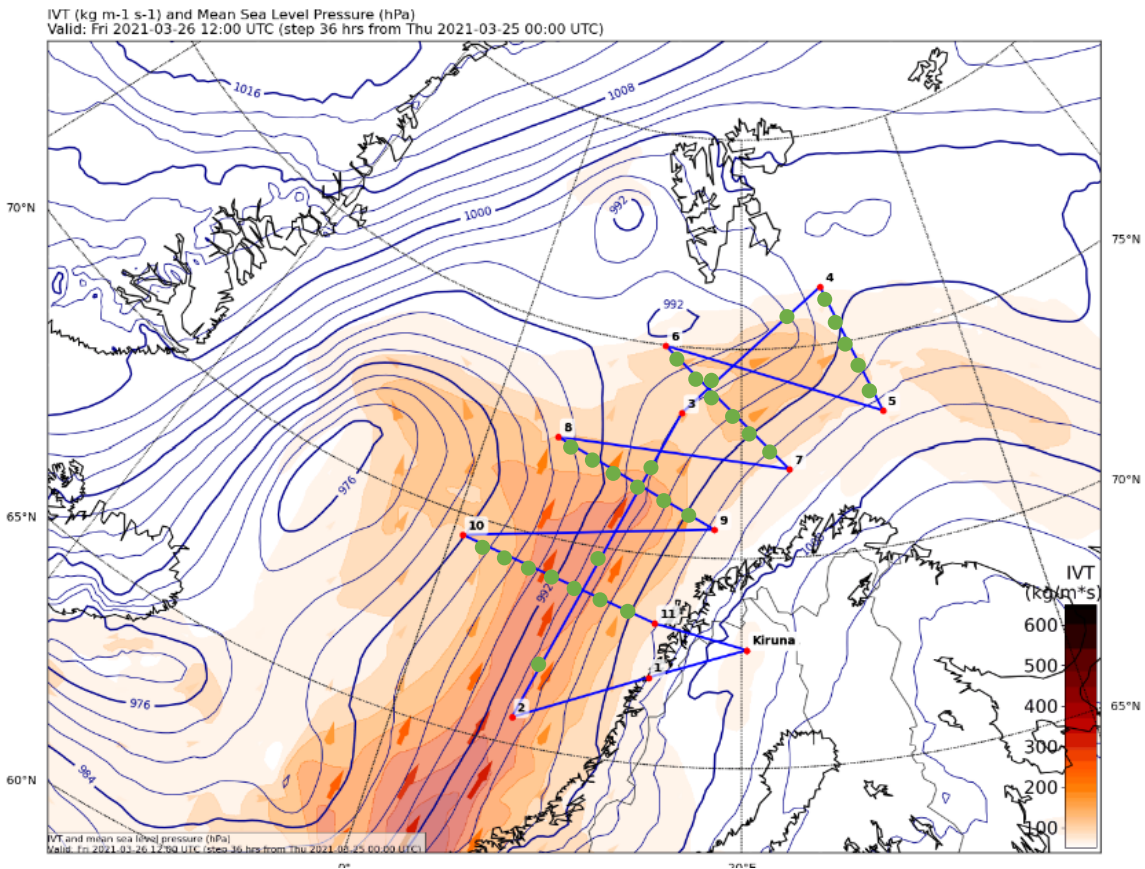 IVT (kg m-1 s-1) and Mean Sea Level Pressure (hPa)
Valid: Fri 2021-03-26 12:00 UTC (step 36 hrs from Thu 2021-03-25 00:00 UTC)
1016
1008
70°N
992
1000
75°N
4
992
6
5
3
8
7
976
70°N
65°N
10
9
1000
IVT
(kg/m*s)
992
600
11
Kiruna
500
1
976
2
400
65°N
300
984
200
60°N
100
IVT and mean sea level pressure (hPa)
Valid: Fri 2021-03-26 12:00 UTC (step 36 hrs from Thu 2021-03-25 00:00 UTC)
0°
20°E